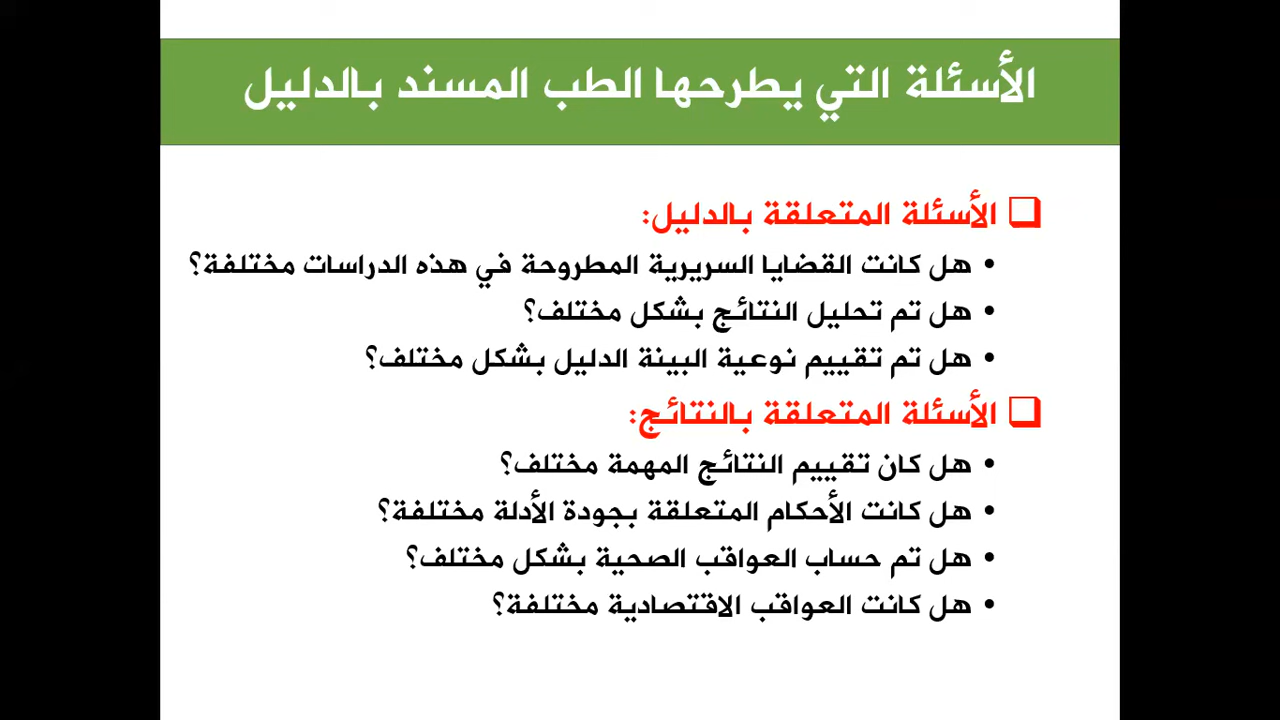 الأسئلة التي يطرحها الطب المسند بالدليل
❑ الأسئلة المتعلقة بالدليل:
• هل كانت القضايا السريرية المطروحة في هذه الدراسات مختلفة؟
• هل تم تحليل النتائج بشكل مختلف؟
• هل تم تقييم نوعية البينة الدليل بشكل مختلف؟
❑ الأسئلة المتعلقة بالنتائج:
• هل كان تقييم النتائج المهمة مختلف؟
• هل كانت الأحكام المتعلقة بجودة الأدلة مختلفة؟
• هل تم حساب العواقب الصحية بشكل مختلف؟
• هل كانت العواقب الاقتصادية مختلفة؟